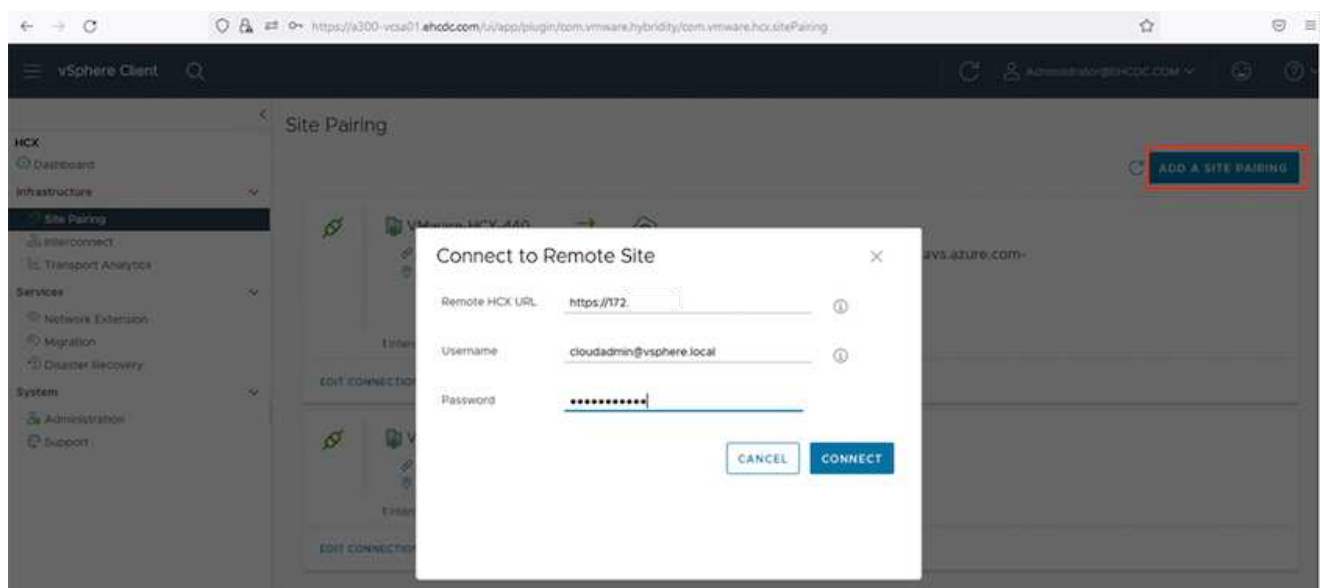 https://a300-vcsa01.ehcdc.com/ui/app/plugin/com.vmware.hybridity/com.vmware.hcx.sitePairing
vSphere Client
Administrator@EHCDC.COM
HCX
Dashboard
Infrastructure
Site Pairing
Interconnect
Transport Analytics
Services
Network Extension
Migration
Disaster Recovery
System
Administration
Support
Site Pairing
ADD A SITE PAIRING
VMware-HCX-440
avs.azure.com-
EDIT CONNECTION
EDIT CONNECTION
Connect to Remote Site
Remote HCX URL
https://172.
Username
cloudadmin@vsphere.local
Password
CANCEL
CONNECT